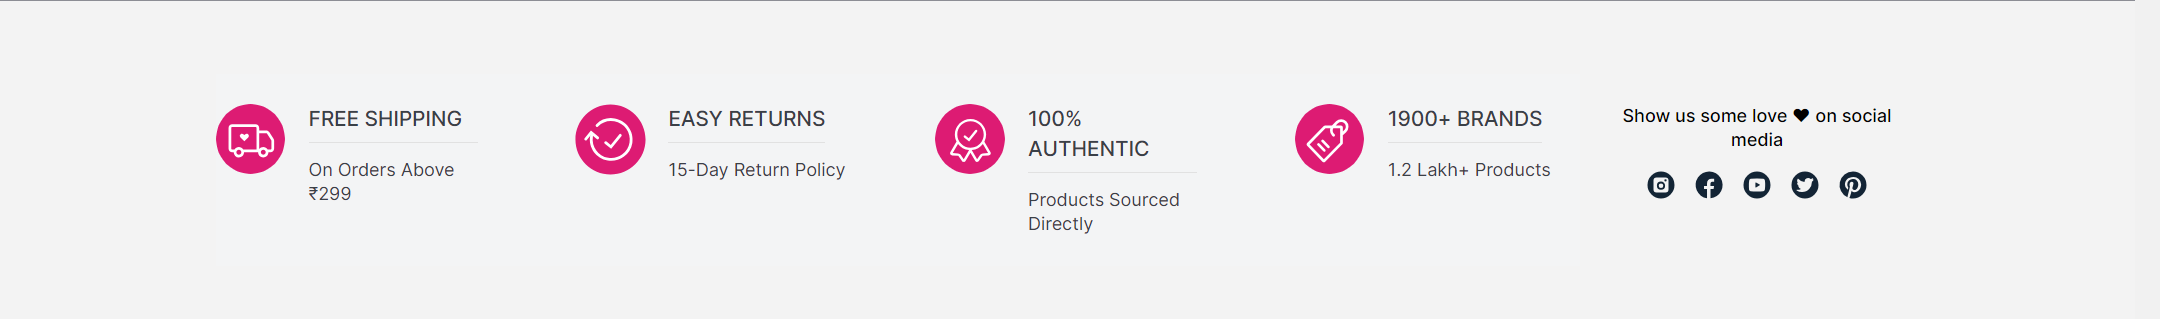 FREE SHIPPING
On Orders Above
₹299
EASY RETURNS
15-Day Return Policy
100%
AUTHENTIC
Products Sourced
Directly
1900+ BRANDS
1.2 Lakh+ Products
Show us some love ♥ on social
media